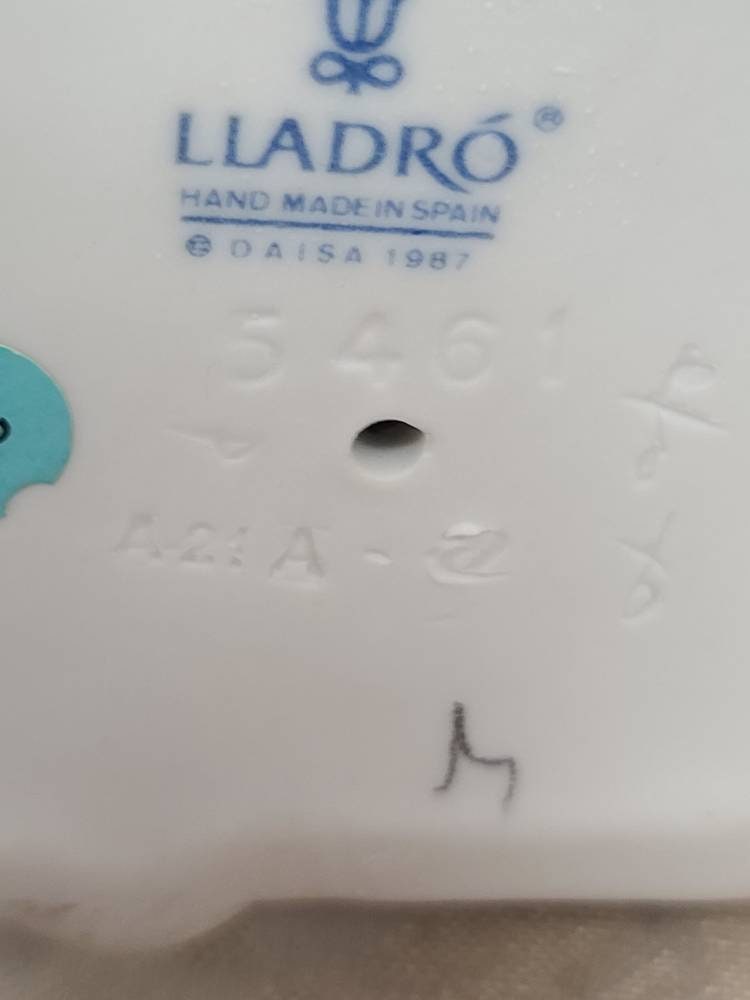 LLADRÓ®
HAND MADE IN SPAIN
© DAISA 1987
5461